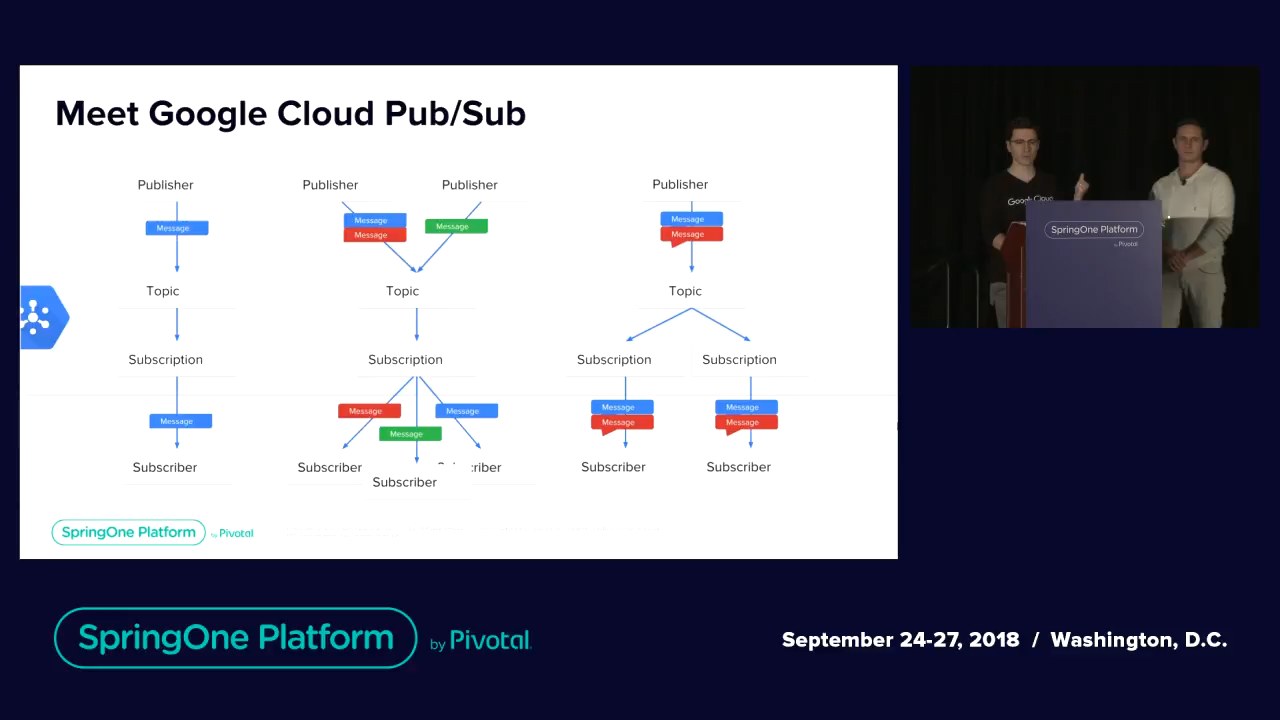 Meet Google Cloud Pub/Sub
Publisher
Publisher
Publisher
Publisher
Message
Message
Message
Message
Message
Message
Topic
Topic
Topic
Subscription
Subscription
Subscription
Subscription
Message
Message
Message
Message
Message
Message
Message
Message
Subscriber
Subscriber
Subscriber
Subscriber
Subscriber
SpringOne Platform by Pivotal
Google Cloud
SpringOne Platform
by Pivotal
SpringOne Platform by Pivotal.
September 24-27, 2018 / Washington, D.C.